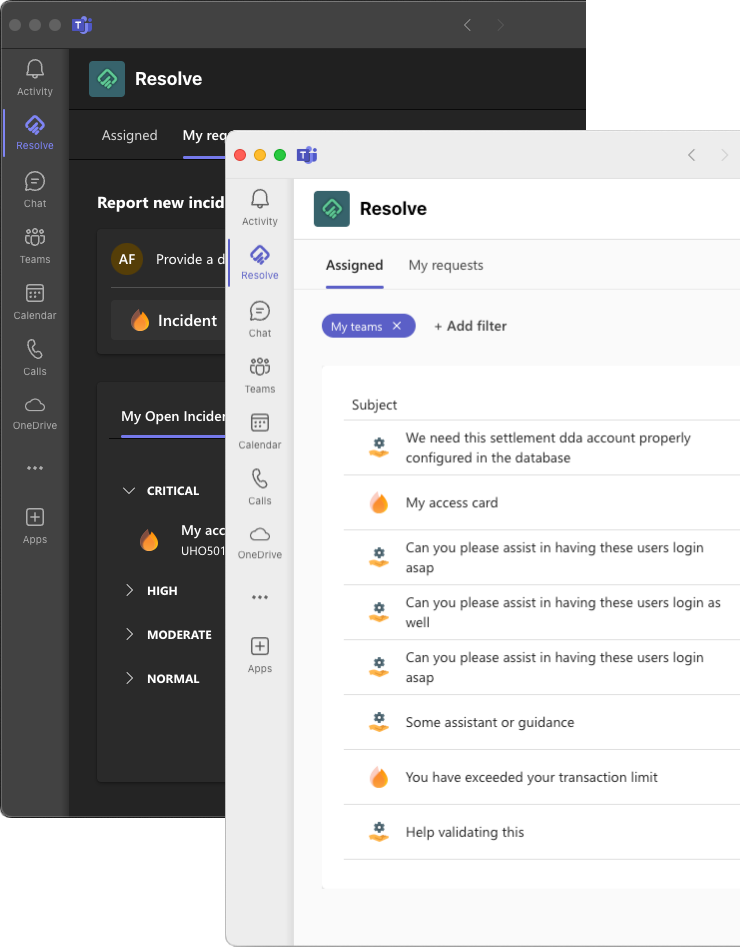 Resolve
Activity
Assigned
My req
Resolve
Report new incid
Chat
AF
Provide a d
Teams
Incident
Calendar
Calls
My Open Inciden
OneDrive
CRITICAL
My acc
UHO501
Apps
HIGH
MODERATE
NORMAL
Resolve
Activity
Assigned
My requests
Resolve
My teams
+ Add filter
Chat
Teams
Subject
Calendar
We need this settlement dda account properly
configured in the database
Calls
My access card
OneDrive
Can you please assist in having these users login
asap
Can you please assist in having these users login as
well
Apps
Can you please assist in having these users login
asap
Some assistant or guidance
You have exceeded your transaction limit
Help validating this